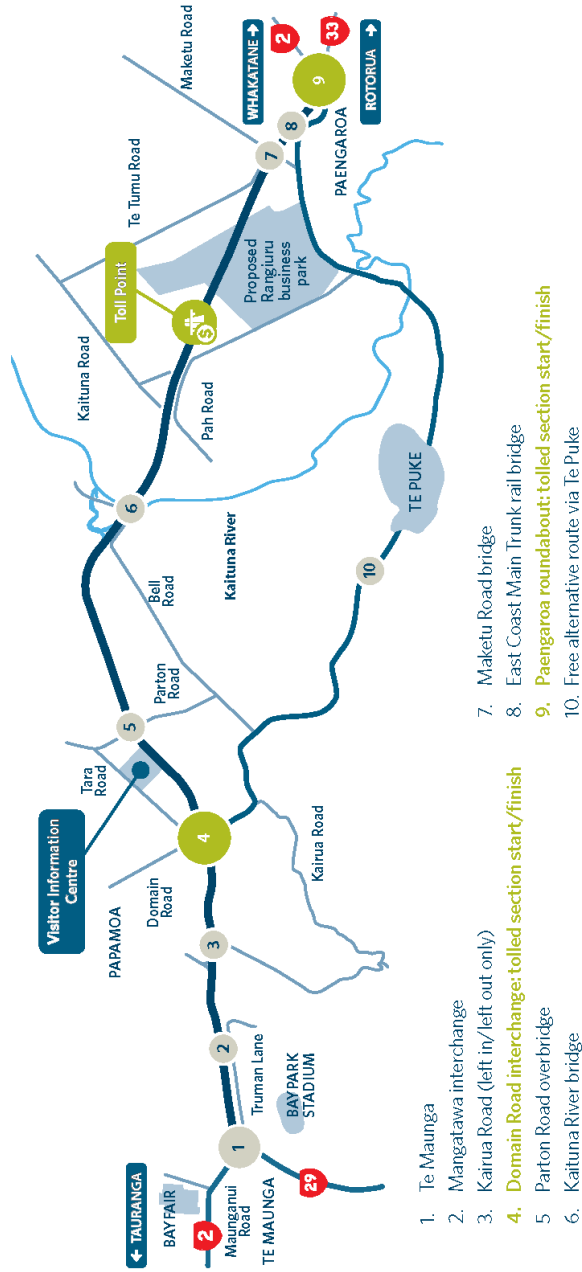 ← TAURANGA
BAYFAIR
2
Maunganui
Road
TE MAUNGA
29
1
BAYPARK
STADIUM
Truman Lane
2
3
PAPAMOA
Domain
Road
Visitor Information
Centre
Tara
Road
4
Kairua Road
5
Parton
Road
Bell
Road
6
Kaituna River
Kaituna Road
Pah Road
Toll Point
$
Te Tumu Road
Proposed
Rangiuru
business
park
Maketu Road
7
8
9
WHAKATANE →
2
33
ROTORUA →
PAENGAROA
TE PUKE
10
1. Te Maunga
2. Mangatawa interchange
3. Kairua Road (left in/left out only)
4. Domain Road interchange: tolled section start/finish
5 Parton Road overbridge
6. Kaituna River bridge
7. Maketu Road bridge
8. East Coast Main Trunk rail bridge
9. Paengaroa roundabout: tolled section start/finish
10. Free alternative route via Te Puke